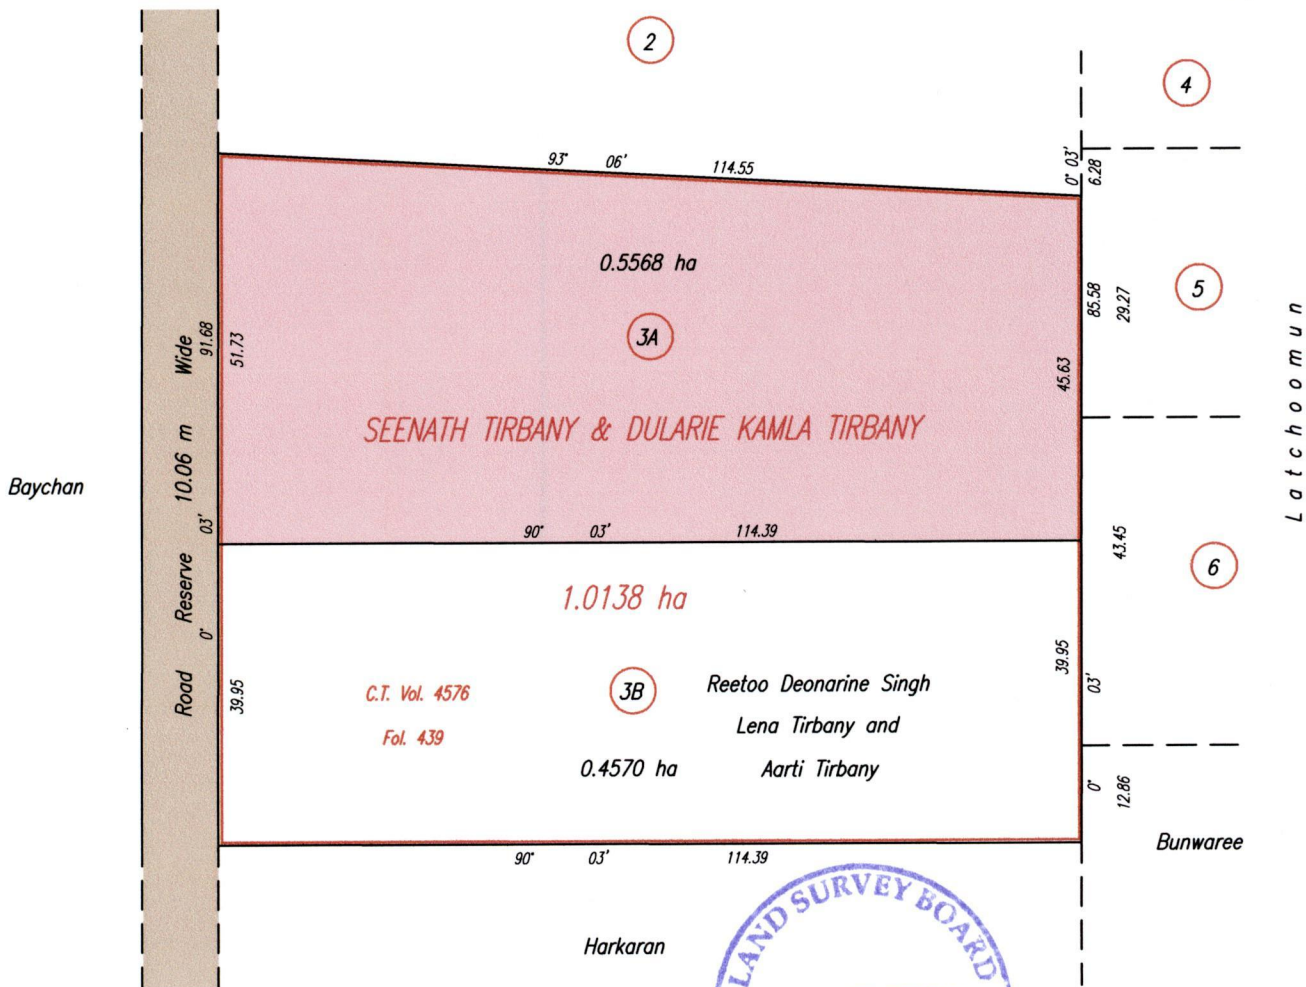 2
4
93° 06' 114.55
0° 03'
6.28
0.5568 ha
5
3A
85.58
29.27
91.68
51.73
45.63
Latchoomun
SEENATH TIRBANY & DULARIE KAMLA TIRBANY
Baychan
Road Reserve 10.06 m Wide
0° 03'
90° 03' 114.39
43.45
6
1.0138 ha
39.95
39.95
C.T. Vol. 4576
Fol. 439
3B
Reetoo Deonarine Singh
Lena Tirbany and
Aarti Tirbany
0.4570 ha
0° 03'
12.86
Bunwaree
90° 03' 114.39
Harkaran
LAND SURVEY BOARD